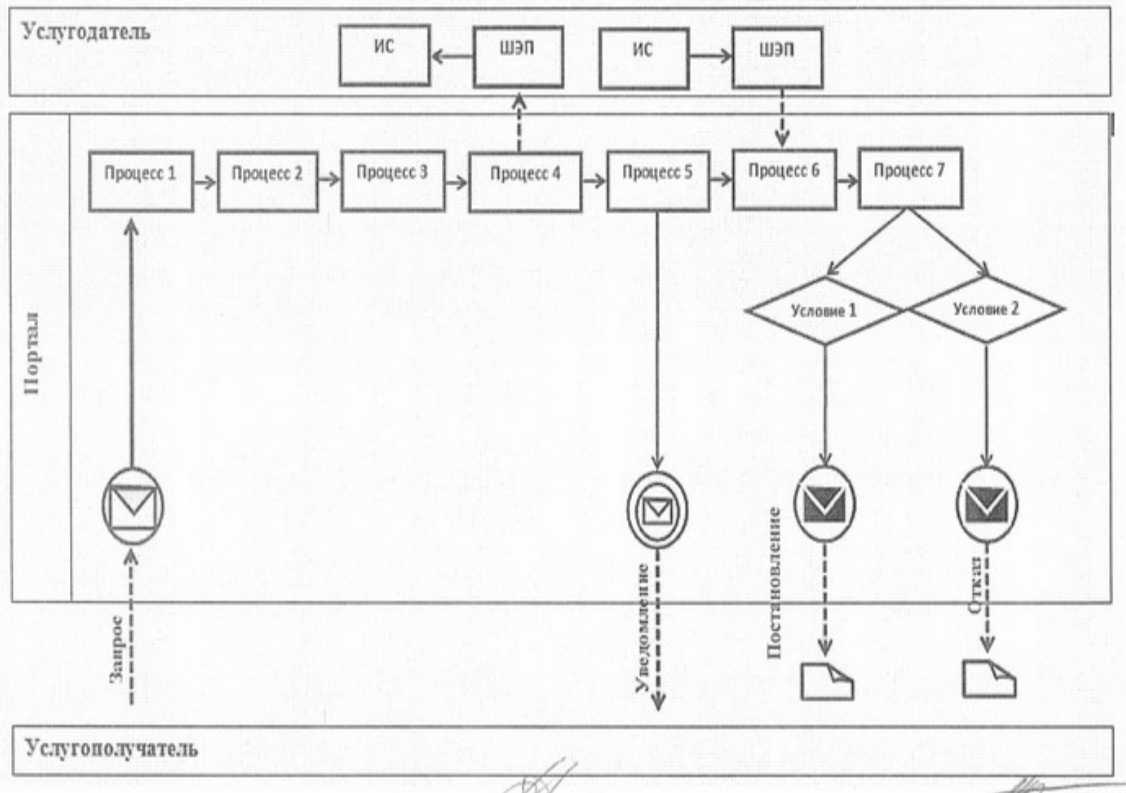 Услугодатель
ИС
ШЭП
ИС
ШЭП
Портал
Процесс 1
Процесс 2
Процесс 3
Процесс 4
Процесс 5
Процесс 6
Процесс 7
Условие 1
Условие 2
Запрос
Уведомление
Постановление
Отказ
Услугополучатель